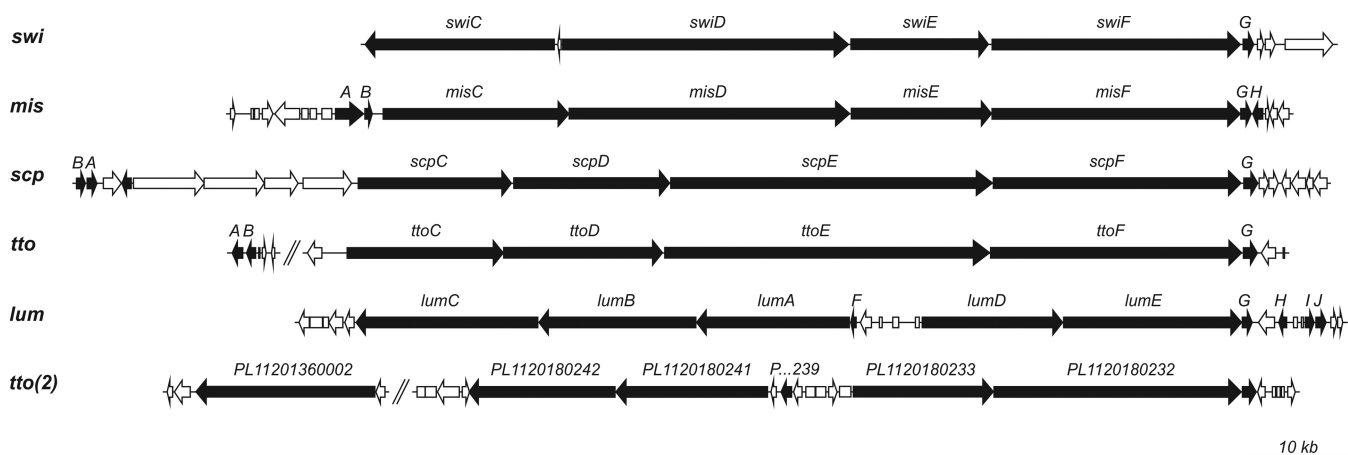 swiC swiD swiE swiF G
swi
A B misC misD misE misF G H
mis
B A scpC scpD scpE scpF G
scp
A B ttoC ttoD ttoE ttoF G
tto
lumC lumB lumA F lumD lumE G H I J
lum
PL11201360002 PL1120180242 PL1120180241 P...239 PL1120180233 PL1120180232
tto(2)
10 kb